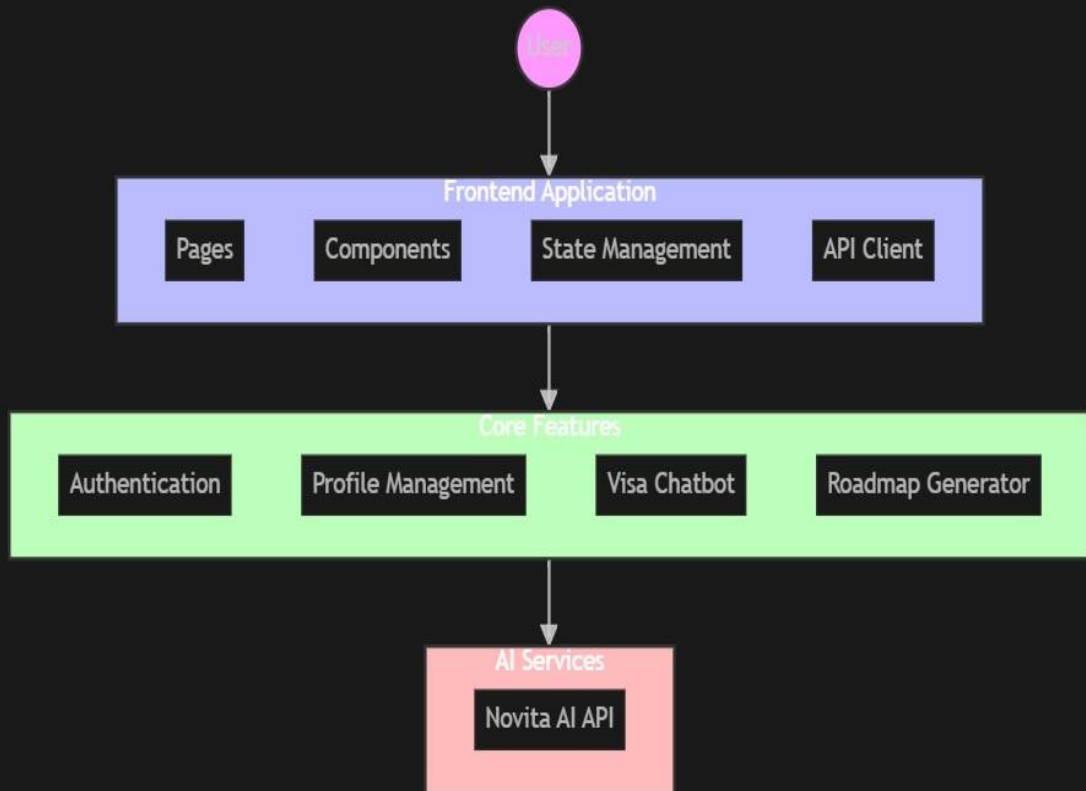 User
Frontend Application
Pages
Components
State Management
API Client
Core Features
Authentication
Profile Management
Visa Chatbot
Roadmap Generator
AI Services
Novita AI API